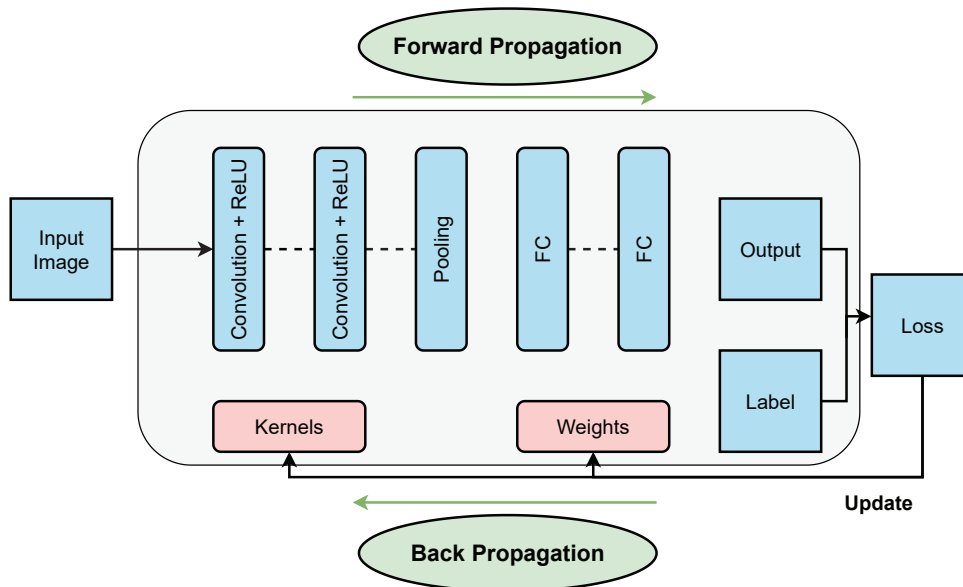 Forward Propagation
Input
Image
Convolution + ReLU
Convolution + ReLU
Pooling
FC
FC
Output
Label
Loss
Kernels
Weights
Update
Back Propagation